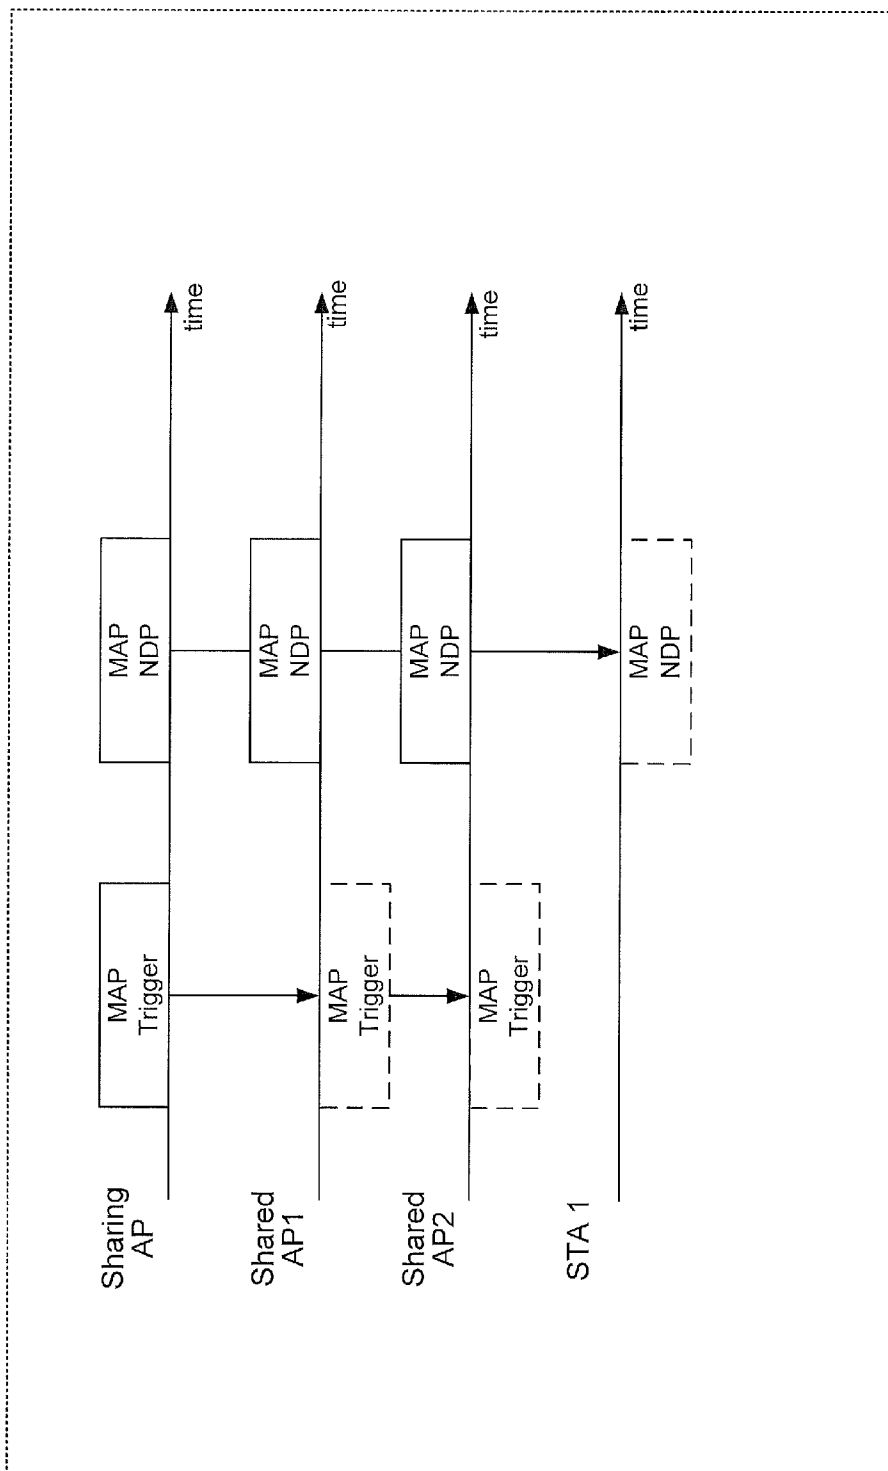 Sharing
AP
MAP
Trigger
MAP
NDP
time
Shared
AP1
MAP
Trigger
MAP
NDP
time
Shared
AP2
MAP
Trigger
MAP
NDP
time
STA 1
MAP
NDP
time